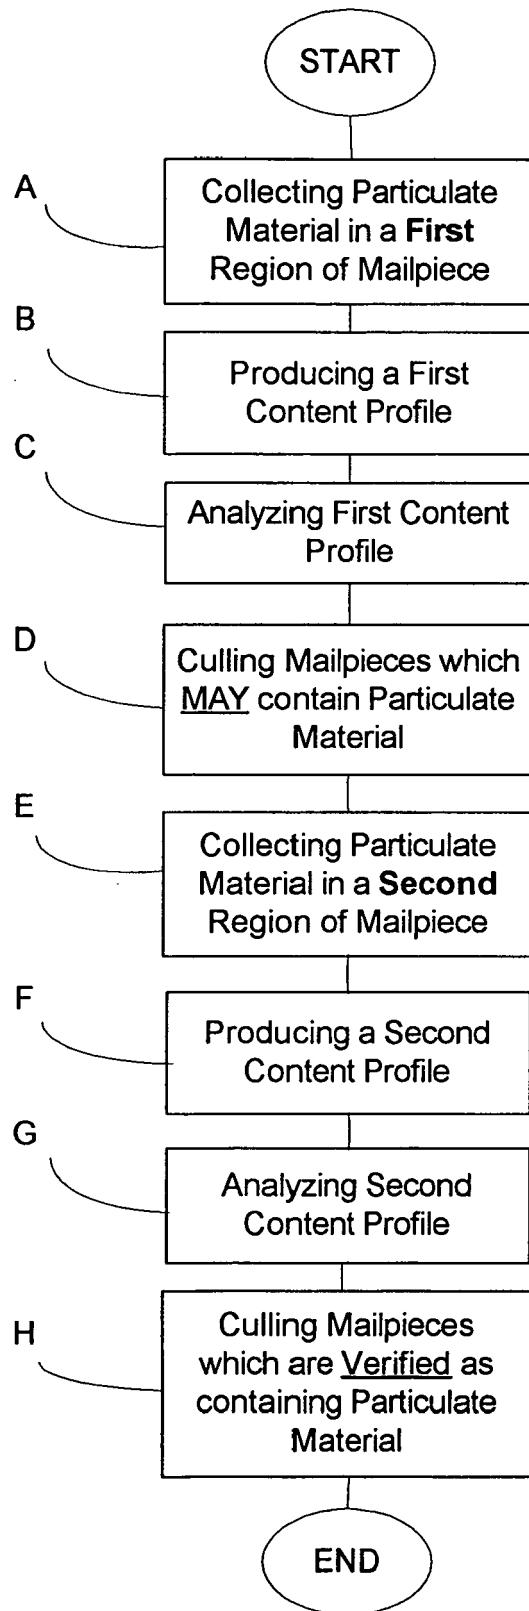 START
A
Collecting Particulate
Material in a First
Region of Mailpiece
B
Producing a First
Content Profile
C
Analyzing First Content
Profile
D
Culling Mailpieces which
MAY contain Particulate
Material
E
Collecting Particulate
Material in a Second
Region of Mailpiece
F
Producing a Second
Content Profile
G
Analyzing Second
Content Profile
H
Culling Mailpieces
which are Verified as
containing Particulate
Material
END